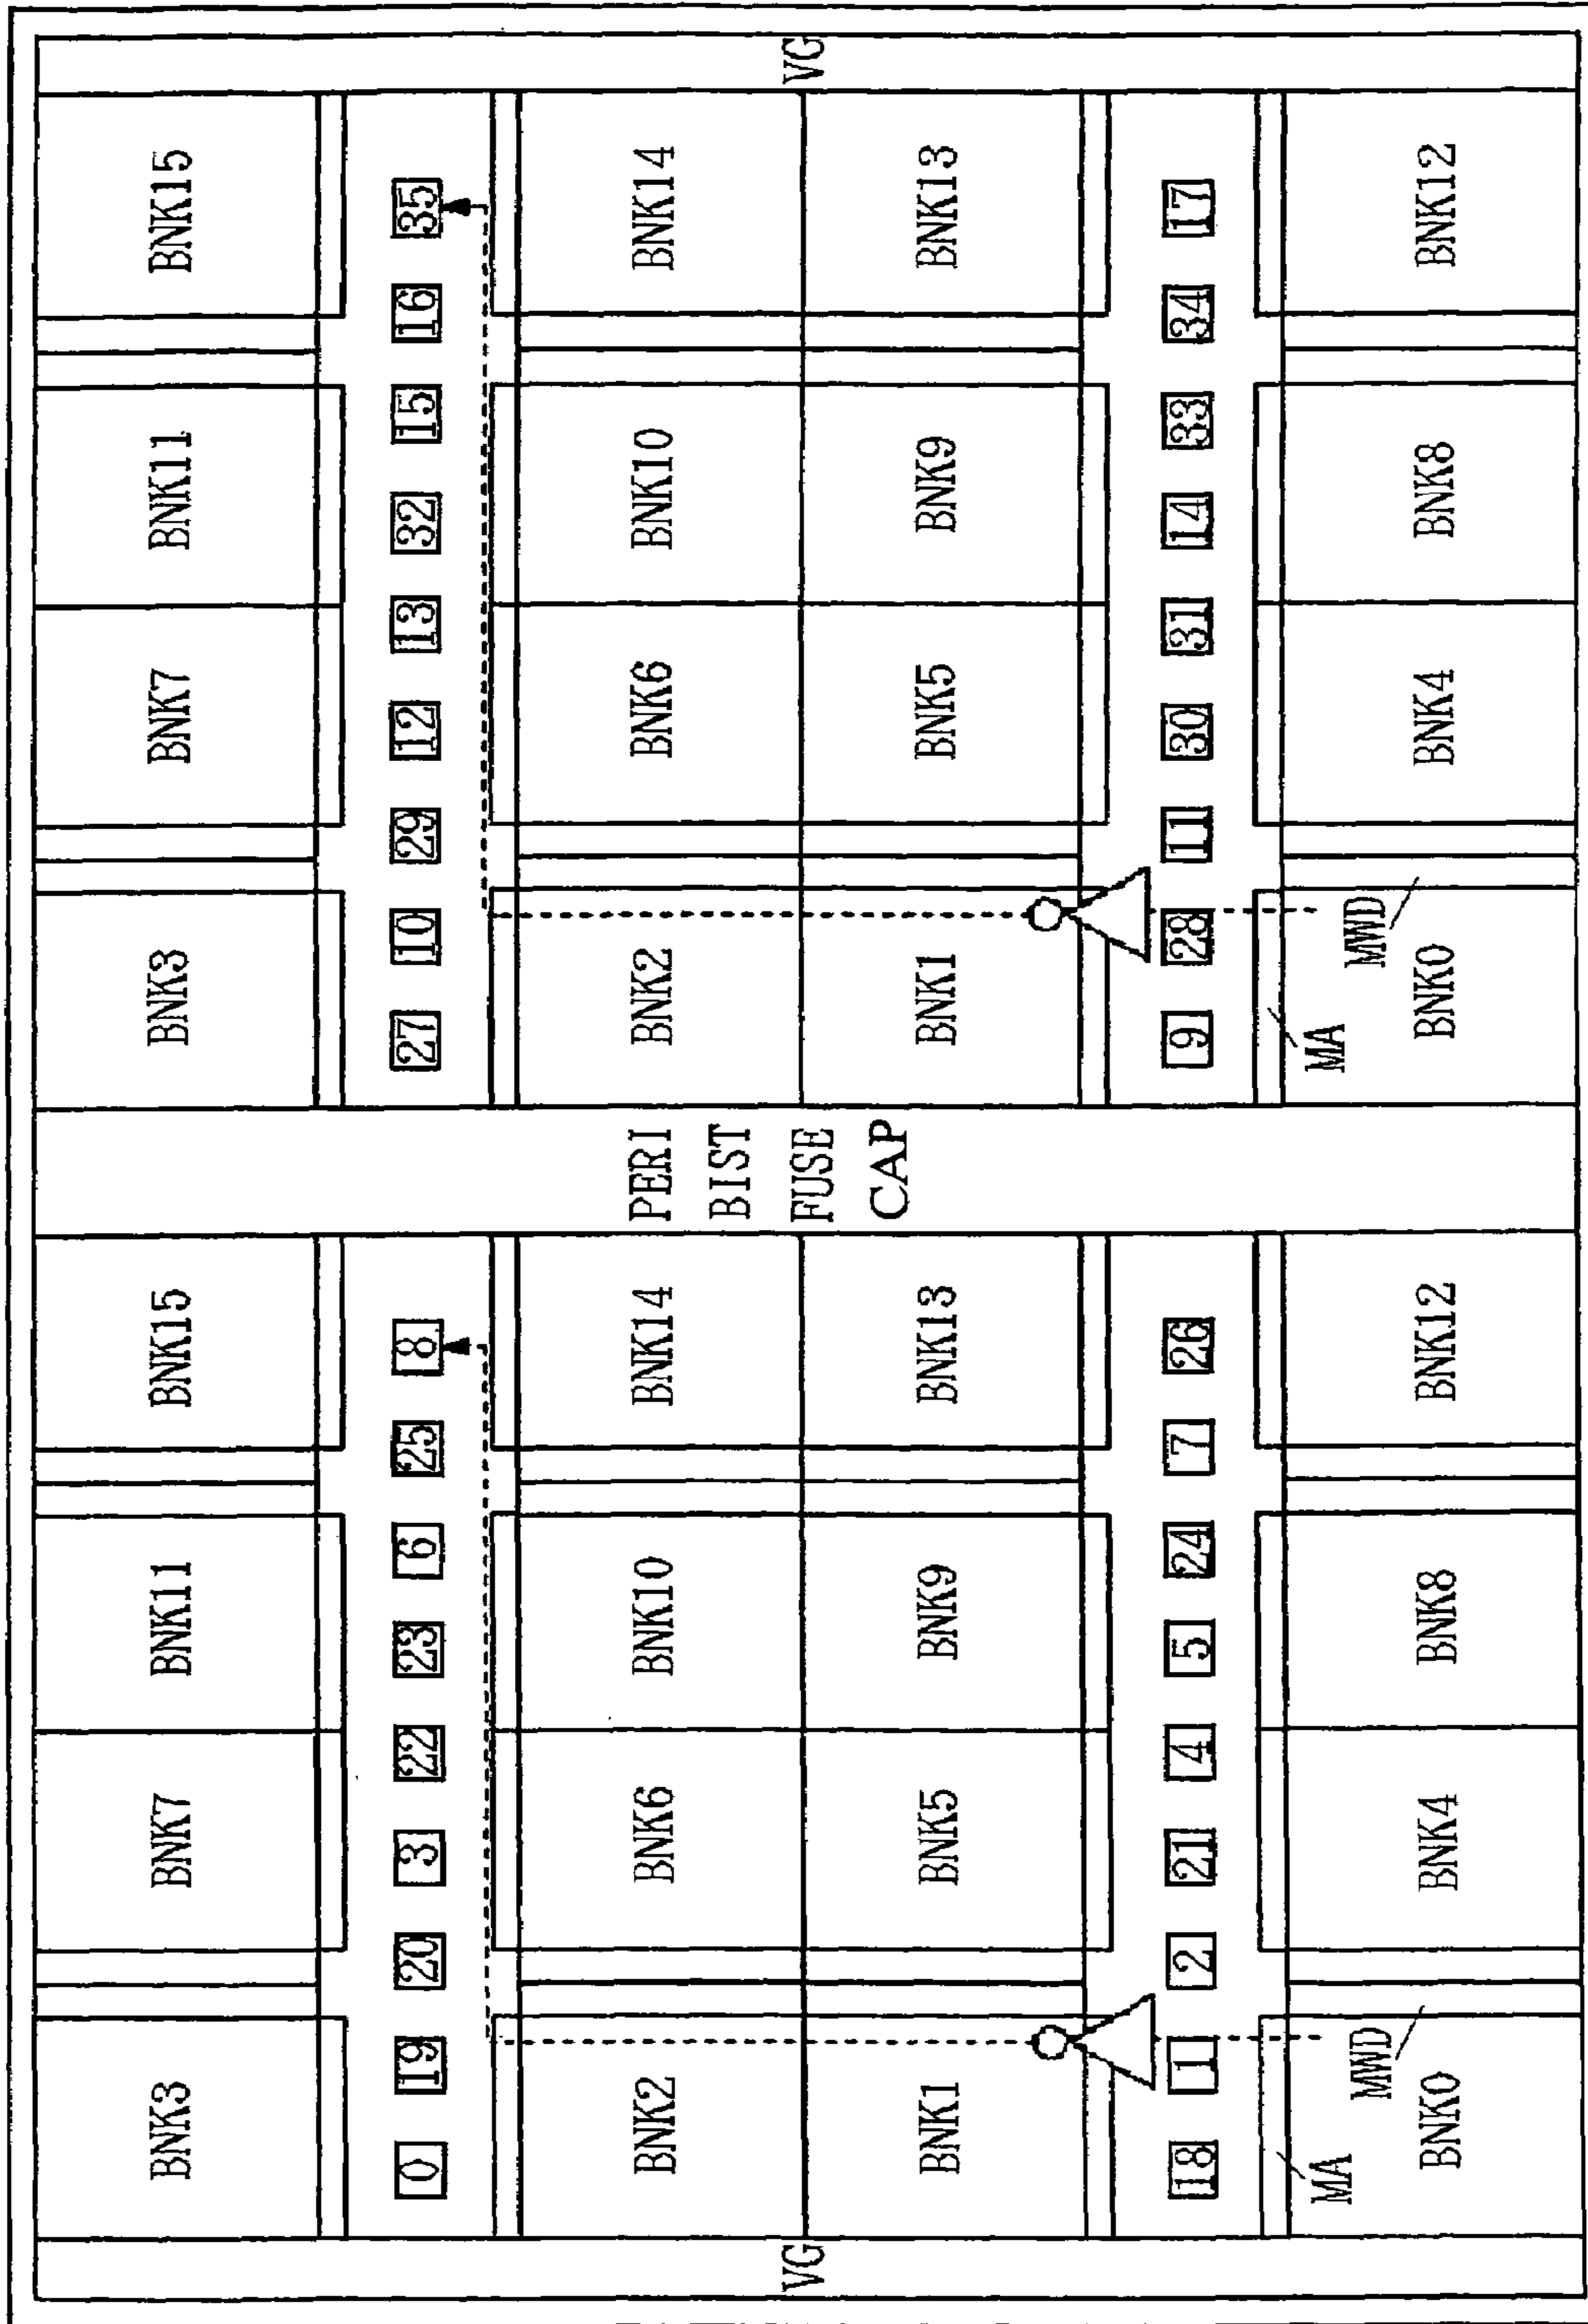 BNK3 BNK7 BNK11 BNK15 BNK3 BNK7 BNK11 BNK15
0 19 20 3 22 23 6 25 8 27 10 29 12 13 32 15 16 35
BNK2 BNK6 BNK10 BNK14 PERI BNK2 BNK6 BNK10 BNK14
BIST
VG FUSE VG
CAP
BNK1 BNK5 BNK9 BNK13 BNK1 BNK5 BNK9 BNK13
18 1 2 21 4 5 24 7 26 9 28 11 30 31 14 33 34 17
MA MWD MA MWD
BNK0 BNK4 BNK8 BNK12 BNK0 BNK4 BNK8 BNK12